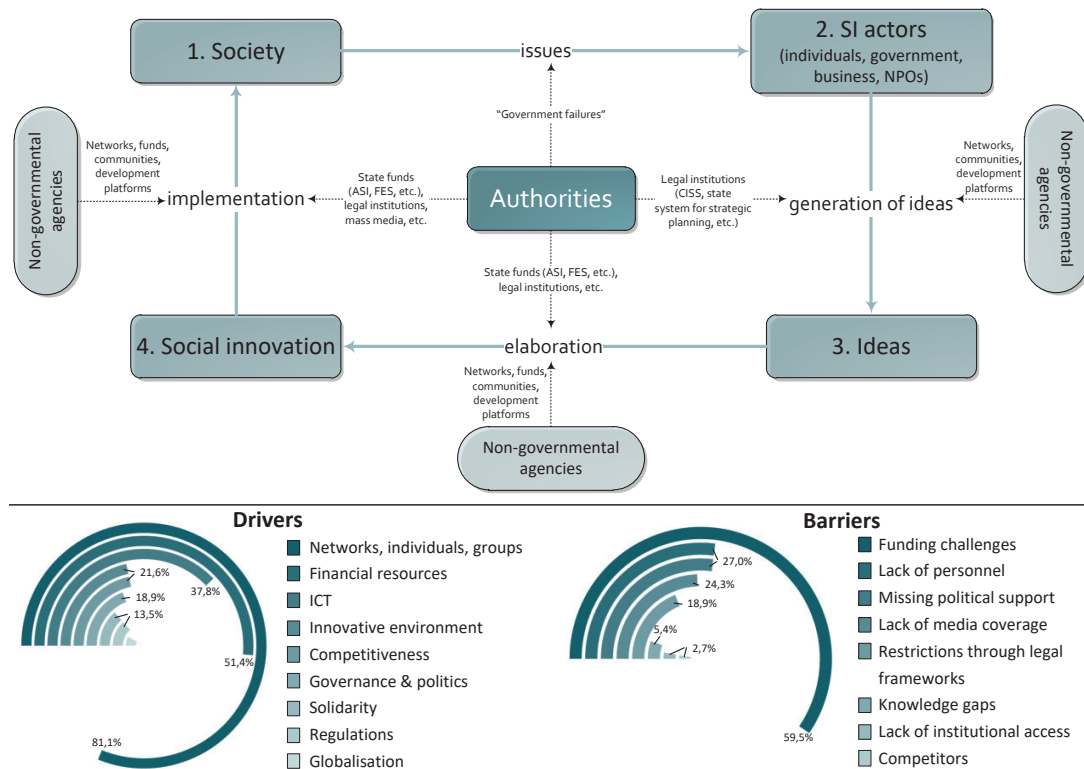 1. Society
issues
2. SI actors
(individuals, government,
business, NPOs)
"Government failures"
Non-governmental
agencies
Networks, funds,
communities,
development
platforms
implementation
State funds
(ASI, FES, etc.),
legal institutions,
mass media, etc.
Authorities
Legal institutions
(CISS, state
system for strategic
planning, etc.)
generation of ideas
Networks,
communities,
development
platforms
Non-governmental
agencies
State funds (ASI, FES, etc.),
legal institutions, etc.
4. Social innovation
elaboration
3. Ideas
Networks, funds,
communities,
development
platforms
Non-governmental
agencies
Drivers
21,6%
37,8%
18,9%
13,5%
51,4%
81,1%
Networks, individuals, groups
Financial resources
ICT
Innovative environment
Competitiveness
Governance & politics
Solidarity
Regulations
Globalisation
Barriers
27,0%
24,3%
18,9%
5,4%
2,7%
59,5%
Funding challenges
Lack of personnel
Missing political support
Lack of media coverage
Restrictions through legal
frameworks
Knowledge gaps
Lack of institutional access
Competitors